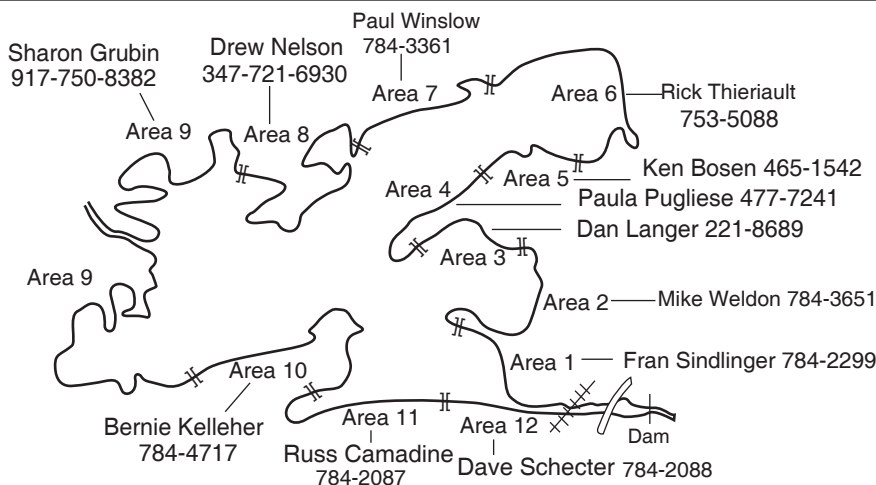 Paul Winslow
784-3361
Sharon Grubin
917-750-8382
Drew Nelson
347-721-6930
Area 7
Area 6
Rick Thieriault
753-5088
Area 9
Area 8
Area 5
Ken Bosen 465-1542
Area 4
Paula Pugliese 477-7241
Dan Langer 221-8689
Area 3
Area 9
Area 2
Mike Weldon 784-3651
Area 1
Fran Sindlinger 784-2299
Area 10
Bernie Kelleher
784-4717
Area 11
Russ Camadine
784-2087
Area 12
Dave Schecter 784-2088
Dam